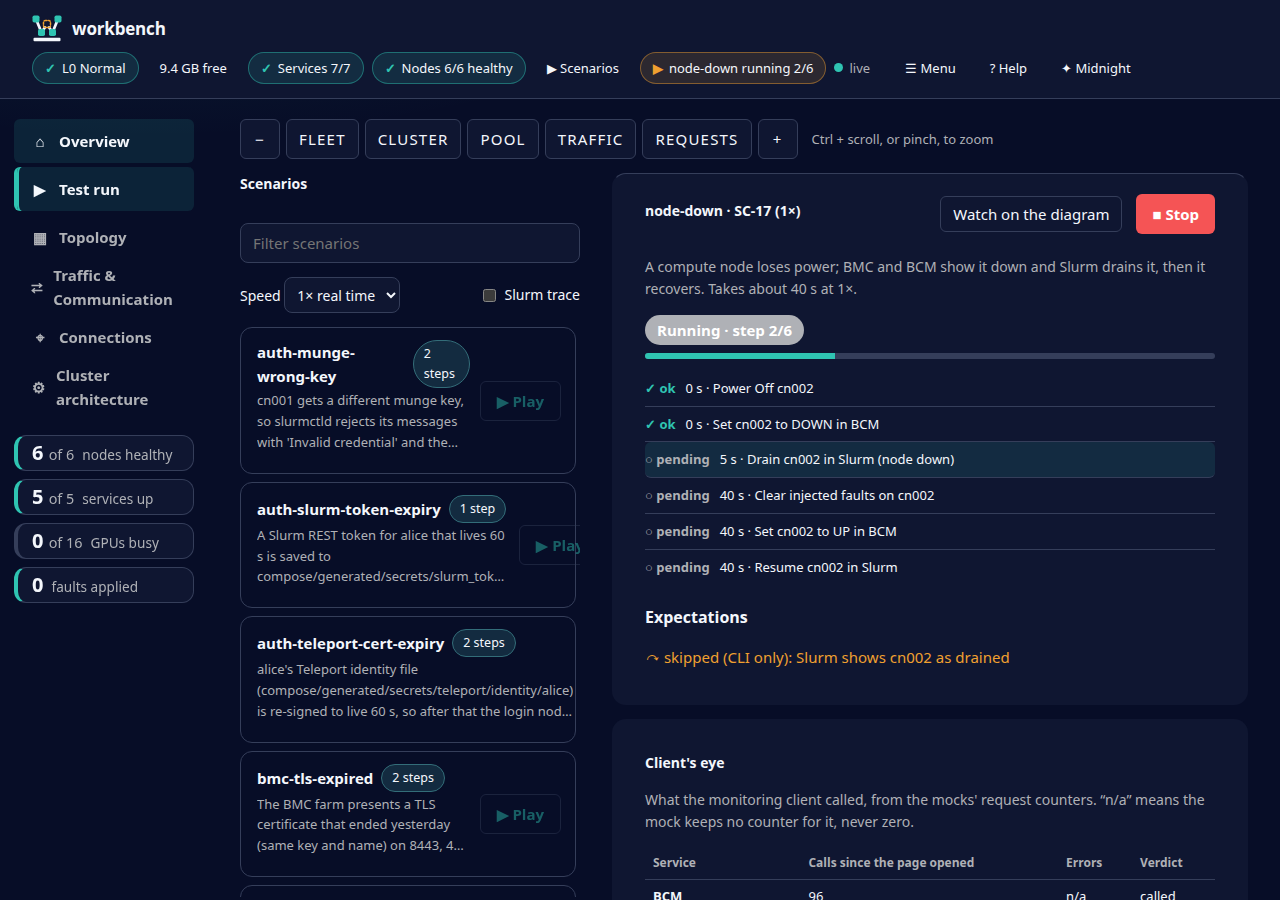 workbench
✓ L0 Normal 9.4 GB free ✓ Services 7/7 ✓ Nodes 6/6 healthy ▶ Scenarios ▶ node-down running 2/6 live ☰ Menu ? Help ✦ Midnight
Overview
Test run
Topology
Traffic &
Communication
Connections
Cluster
architecture
6 of 6 nodes healthy
5 of 5 services up
0 of 16 GPUs busy
0 faults applied
− FLEET CLUSTER POOL TRAFFIC REQUESTS + Ctrl + scroll, or pinch, to zoom
Scenarios
Filter scenarios
Speed 1× real time Slurm trace
auth-munge-
wrong-key
2
steps
cn001 gets a different munge key,
so slurmctld rejects its messages
with 'Invalid credential' and the...
▶ Play
auth-slurm-token-expiry 1 step
A Slurm REST token for alice that lives 60
s is saved to
compose/generated/secrets/slurm_tok...
▶ Play
auth-teleport-cert-expiry 2 steps
alice's Teleport identity file
(compose/generated/secrets/teleport/identity/alice)
is re-signed to live 60 s, so after that the login nod...
bmc-tls-expired 2 steps
The BMC farm presents a TLS
certificate that ended yesterday
(same key and name) on 8443, 4...
▶ Play
node-down · SC-17 (1×) Watch on the diagram ■ Stop
A compute node loses power; BMC and BCM show it down and Slurm drains it, then it
recovers. Takes about 40 s at 1×.
Running · step 2/6
✓ ok 0 s · Power Off cn002
✓ ok 0 s · Set cn002 to DOWN in BCM
○ pending 5 s · Drain cn002 in Slurm (node down)
○ pending 40 s · Clear injected faults on cn002
○ pending 40 s · Set cn002 to UP in BCM
○ pending 40 s · Resume cn002 in Slurm
Expectations
↷ skipped (CLI only): Slurm shows cn002 as drained
Client's eye
What the monitoring client called, from the mocks' request counters. “n/a” means the
mock keeps no counter for it, never zero.
Service Calls since the page opened Errors Verdict
BCM 96 n/a called